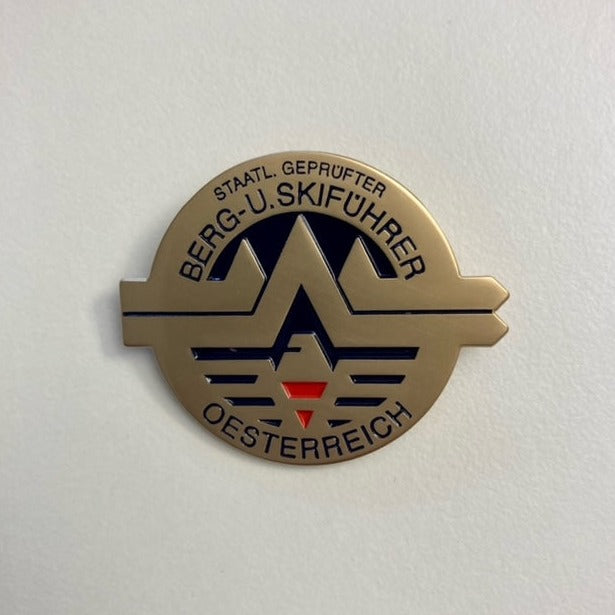 STAATL. GEPRÜFTER
BERG-U.SKIFÜHRER
OESTERREICH